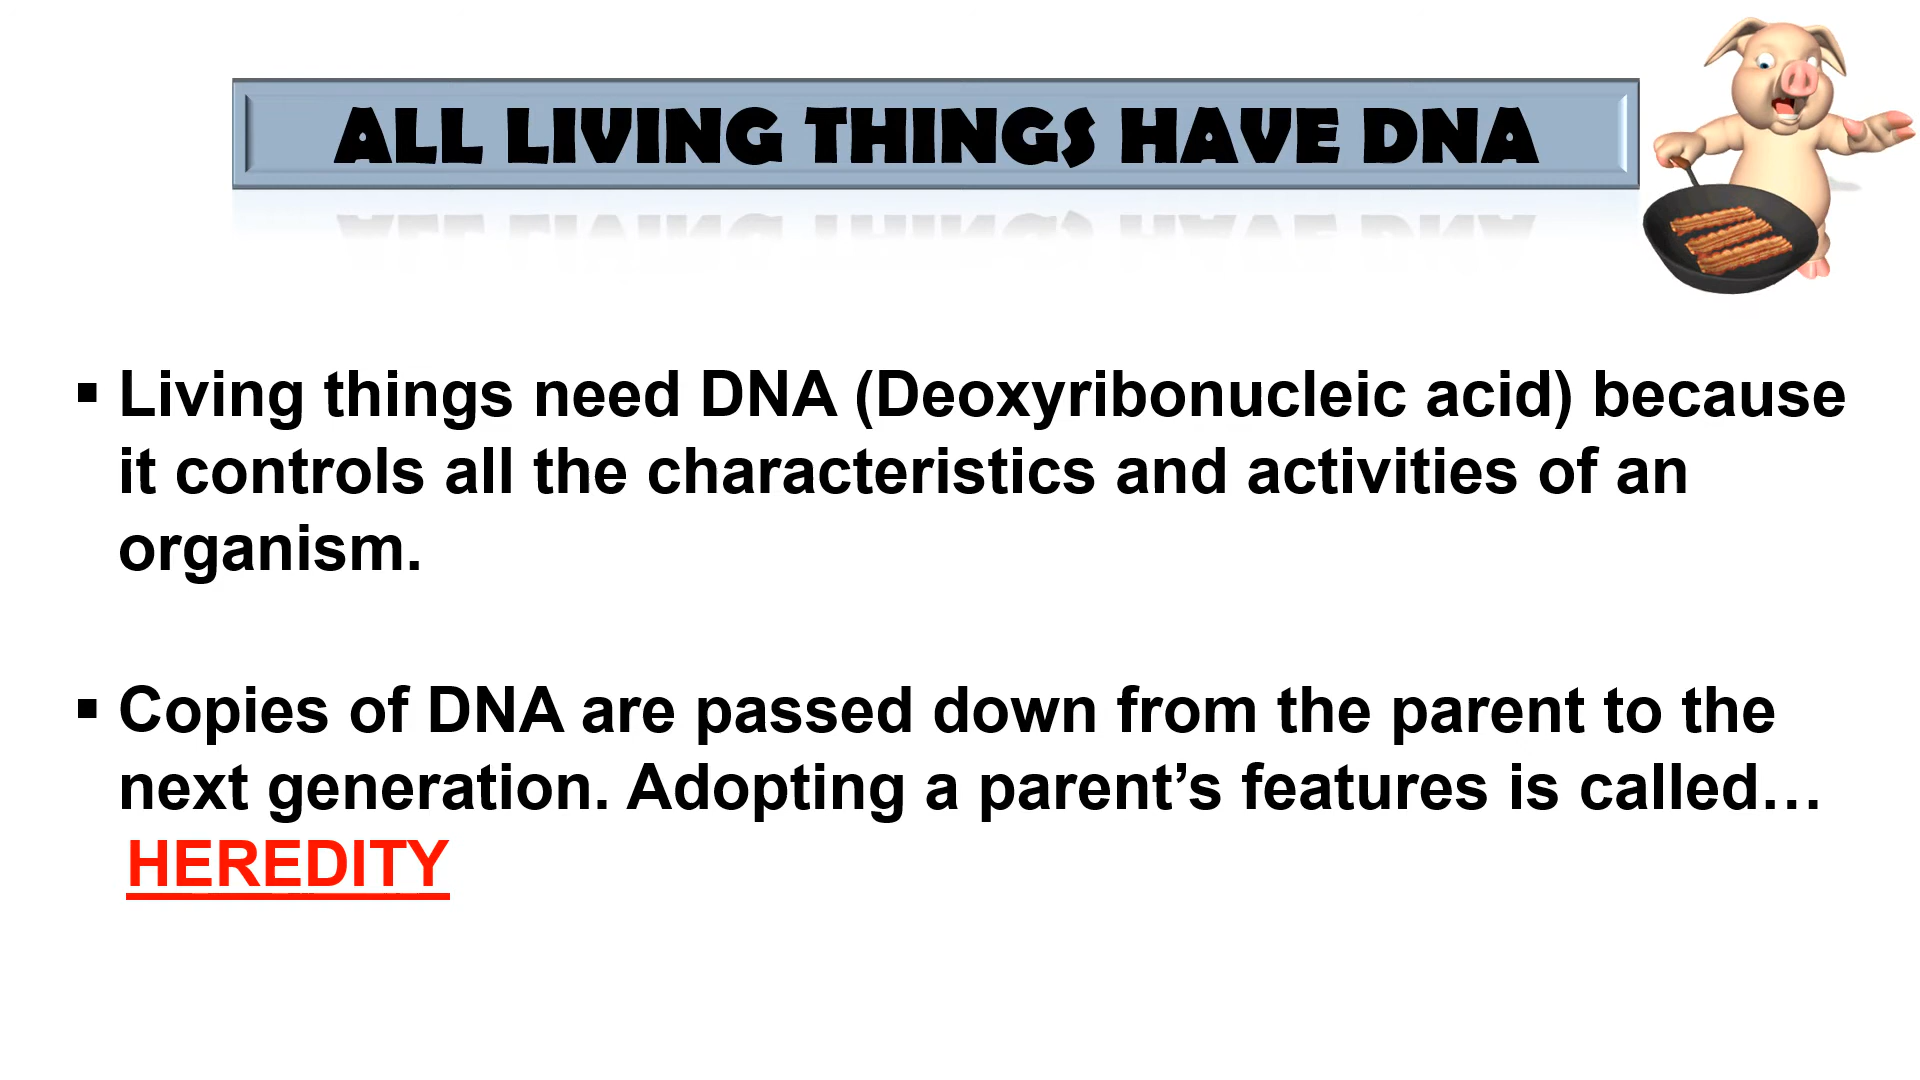 ALL LIVING THINGS HAVE DNA
▪ Living things need DNA (Deoxyribonucleic acid) because
it controls all the characteristics and activities of an
organism.
▪ Copies of DNA are passed down from the parent to the
next generation. Adopting a parent’s features is called…
HEREDITY